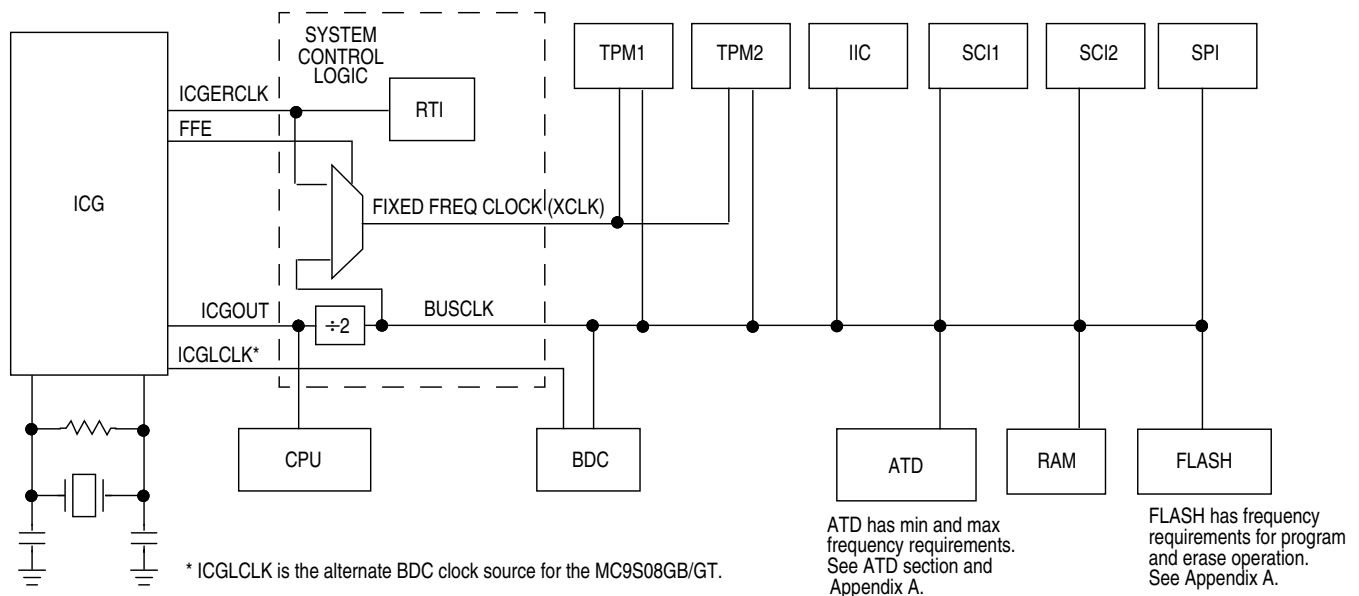 SYSTEM
CONTROL
LOGIC
TPM1
TPM2
IIC
SCI1
SCI2
SPI
ICGERCLK
RTI
FFE
ICG
FIXED FREQ CLOCK (XCLK)
ICGOUT
÷2
BUSCLK
ICGLCLK*
CPU
BDC
ATD
RAM
FLASH
ATD has min and max
frequency requirements.
See ATD section and
Appendix A.
FLASH has frequency
requirements for program
and erase operation.
See Appendix A.
* ICGLCLK is the alternate BDC clock source for the MC9S08GB/GT.